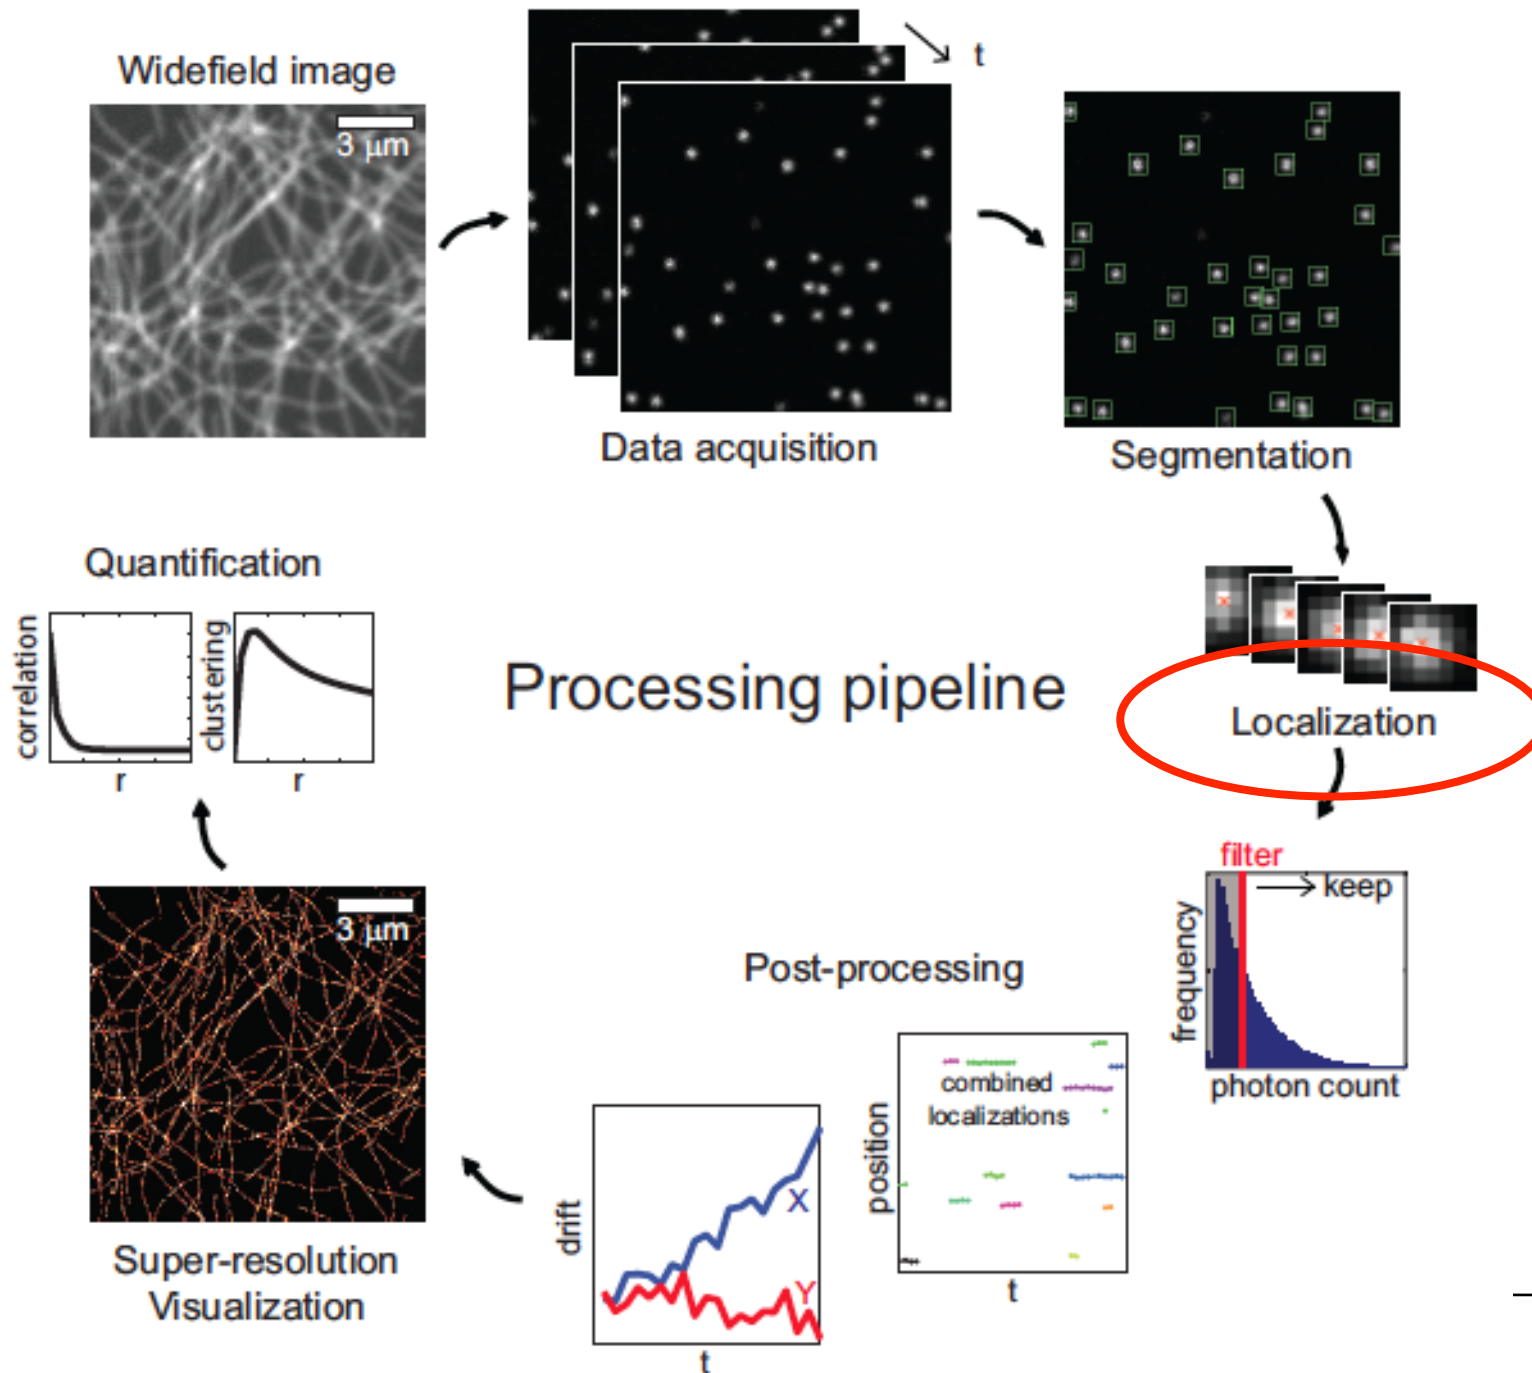 Widefield image
3 μm
t
Data acquisition
Segmentation
Localization
Processing pipeline
filter
keep
frequency
photon count
Post-processing
combined
localizations
position
t
drift
X
Y
t
3 μm
Super-resolution
Visualization
Quantification
correlation
r
clustering
r